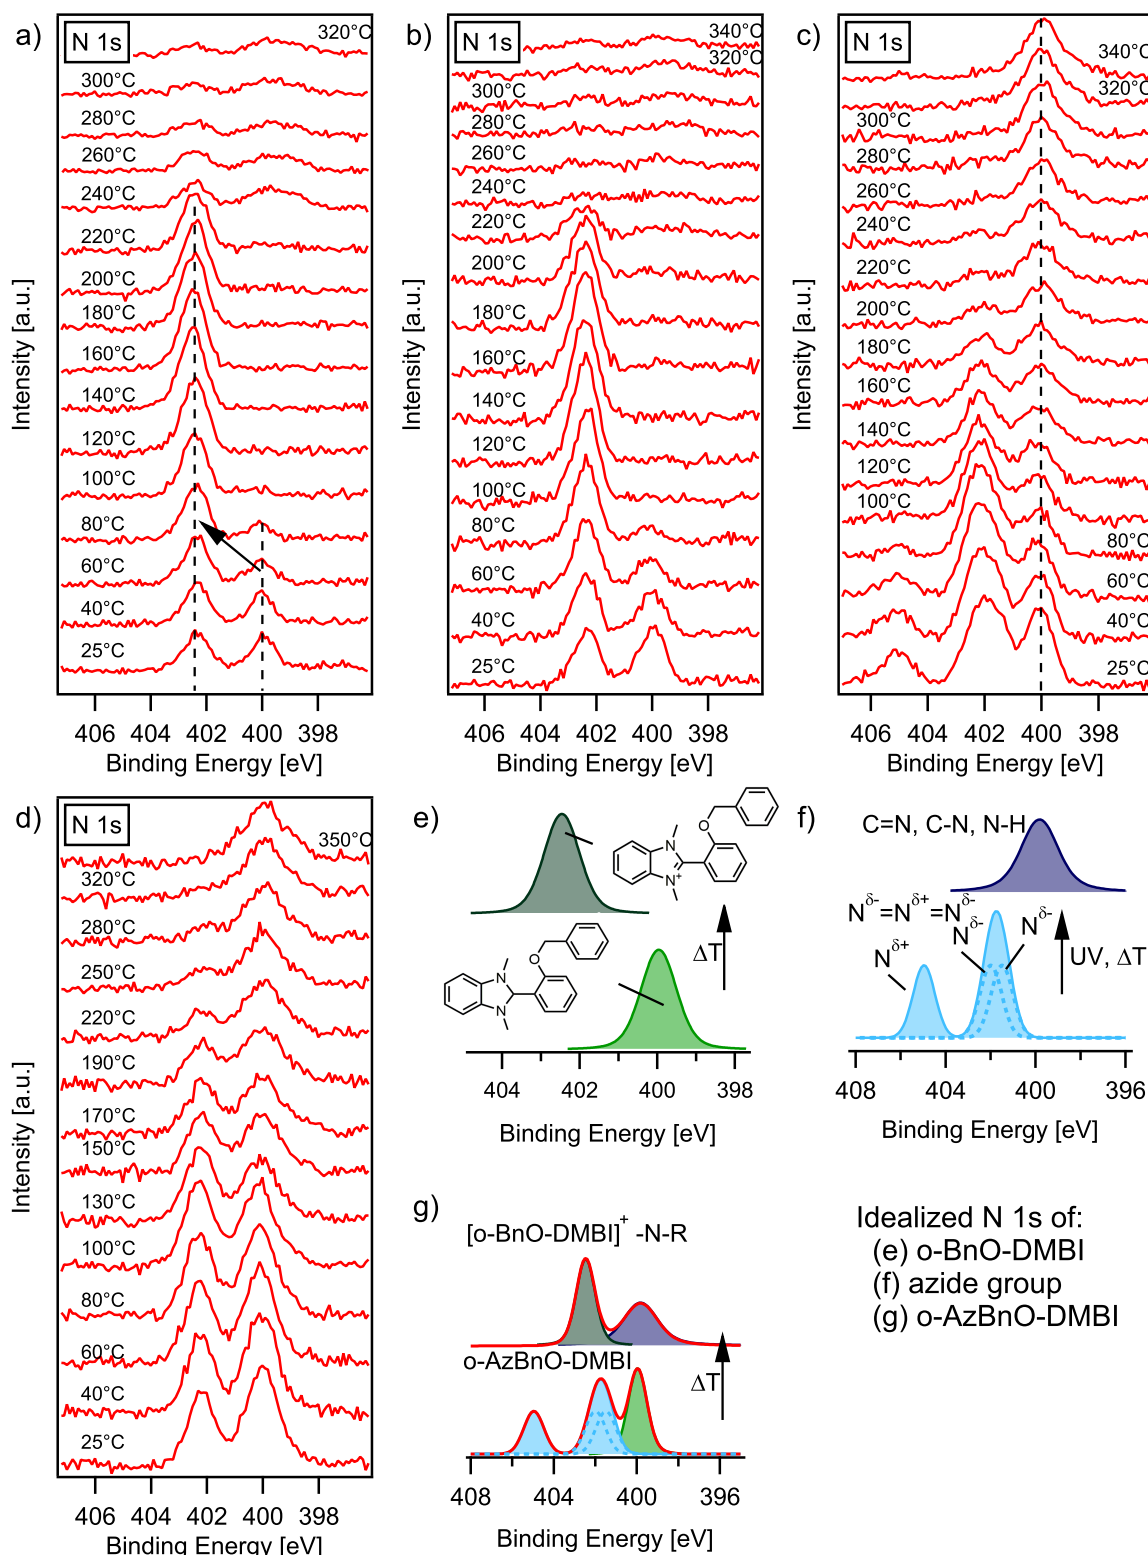 a)
N 1s
320°C
300°C
280°C
260°C
240°C
220°C
200°C
180°C
160°C
140°C
120°C
100°C
80°C
60°C
40°C
25°C
Intensity [a.u.]
406 404 402 400 398
Binding Energy [eV]
b)
N 1s
340°C
320°C
300°C
280°C
260°C
240°C
220°C
200°C
180°C
160°C
140°C
120°C
100°C
80°C
60°C
40°C
25°C
Intensity [a.u.]
406 404 402 400 398
Binding Energy [eV]
c)
N 1s
340°C
320°C
300°C
280°C
260°C
240°C
220°C
200°C
180°C
160°C
140°C
120°C
100°C
80°C
60°C
40°C
25°C
Intensity [a.u.]
406 404 402 400 398
Binding Energy [eV]
d)
N 1s
350°C
320°C
280°C
250°C
220°C
190°C
170°C
150°C
130°C
100°C
80°C
60°C
40°C
25°C
Intensity [a.u.]
406 404 402 400 398
Binding Energy [eV]
e)
O
N
N⁺
ΔT
O
N
N
404 402 400 398
Binding Energy [eV]
f)
C=N, C-N, N-H
N^δ-=N^δ+=N^δ-
N^δ- N^δ-
N^δ+
UV, ΔT
408 404 400 396
Binding Energy [eV]
g)
[o-BnO-DMBI]⁺ -N-R
o-AzBnO-DMBI
ΔT
408 404 400 396
Binding Energy [eV]
Idealized N 1s of:
(e) o-BnO-DMBI
(f) azide group
(g) o-AzBnO-DMBI